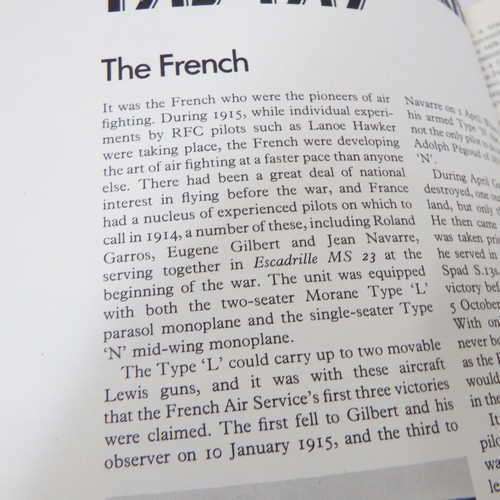 The French
It was the French who were the pioneers of air
fighting. During 1915, while individual experi-
ments by RFC pilots such as Lanoe Hawker
were taking place, the French were developing
the art of air fighting at a faster pace than anyone
else. There had been a great deal of national
interest in flying before the war, and France
had a nucleus of experienced pilots on which to
call in 1914, a number of these, including Roland
Garros, Eugene Gilbert and Jean Navarre,
serving together in Escadrille MS 23 at the
beginning of the war. The unit was equipped
with both the two-seater Morane Type 'L'
parasol monoplane and the single-seater Type
'N' mid-wing monoplane.
The Type 'L' could carry up to two movable
Lewis guns, and it was with these aircraft
that the French Air Service's first three victories
were claimed. The first fell to Gilbert and his
observer on 10 January 1915, and the third to
Navarre on 1 April
his armed Type
not the only pilot to
Adolph Pegoud of
'N'.
During April G
destroyed, one ou
land, but only
He then came
was taken pri
he served in
Spad S.13s,
victory bef
5 October
With on
never bo
as the
would
in the
It
pilo
wa
le